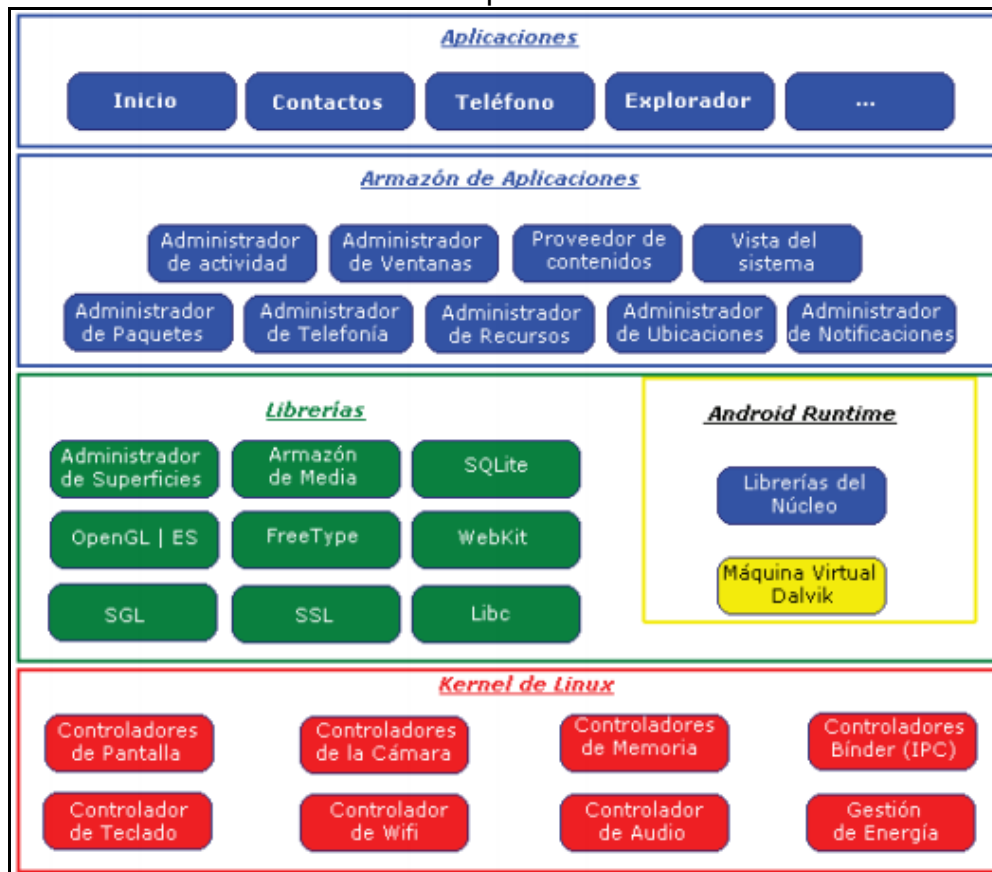 Aplicaciones
Inicio
Contactos
Teléfono
Explorador
...
Armazón de Aplicaciones
Administrador
de actividad
Administrador
de Ventanas
Proveedor de
contenidos
Vista del
sistema
Administrador
de Paquetes
Administrador
de Telefonía
Administrador
de Recursos
Administrador
de Ubicaciones
Administrador
de Notificaciones
Librerías
Administrador
de Superficies
Armazón
de Media
SQLite
OpenGL | ES
FreeType
WebKit
SGL
SSL
Libc
Android Runtime
Librerías del
Núcleo
Máquina Virtual
Dalvik
Kernel de Linux
Controladores
de Pantalla
Controladores
de la Cámara
Controladores
de Memoria
Controladores
Bínder (IPC)
Controlador
de Teclado
Controlador
de Wifi
Controlador
de Audio
Gestión
de Energía